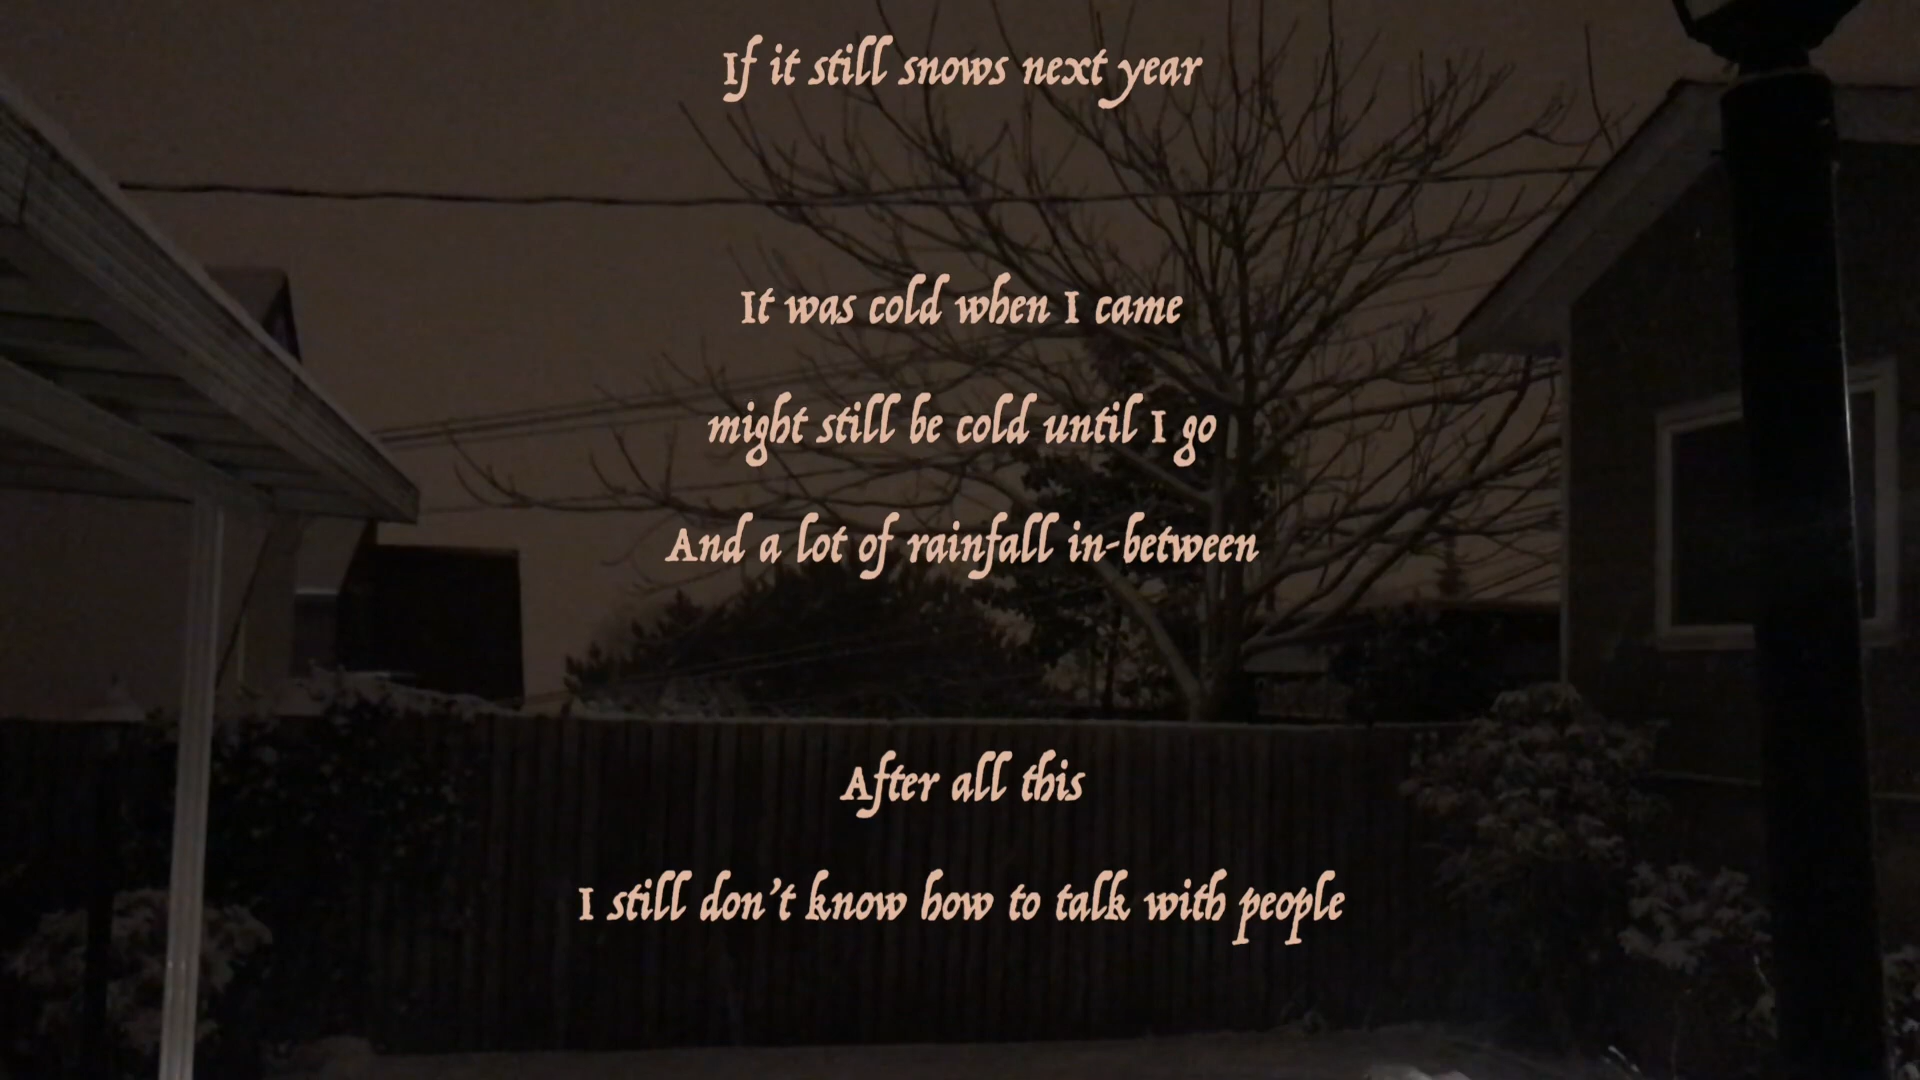 If it still snows next year
It was cold when I came
might still be cold until I go
And a lot of rainfall in-between
After all this
I still don't know how to talk with people